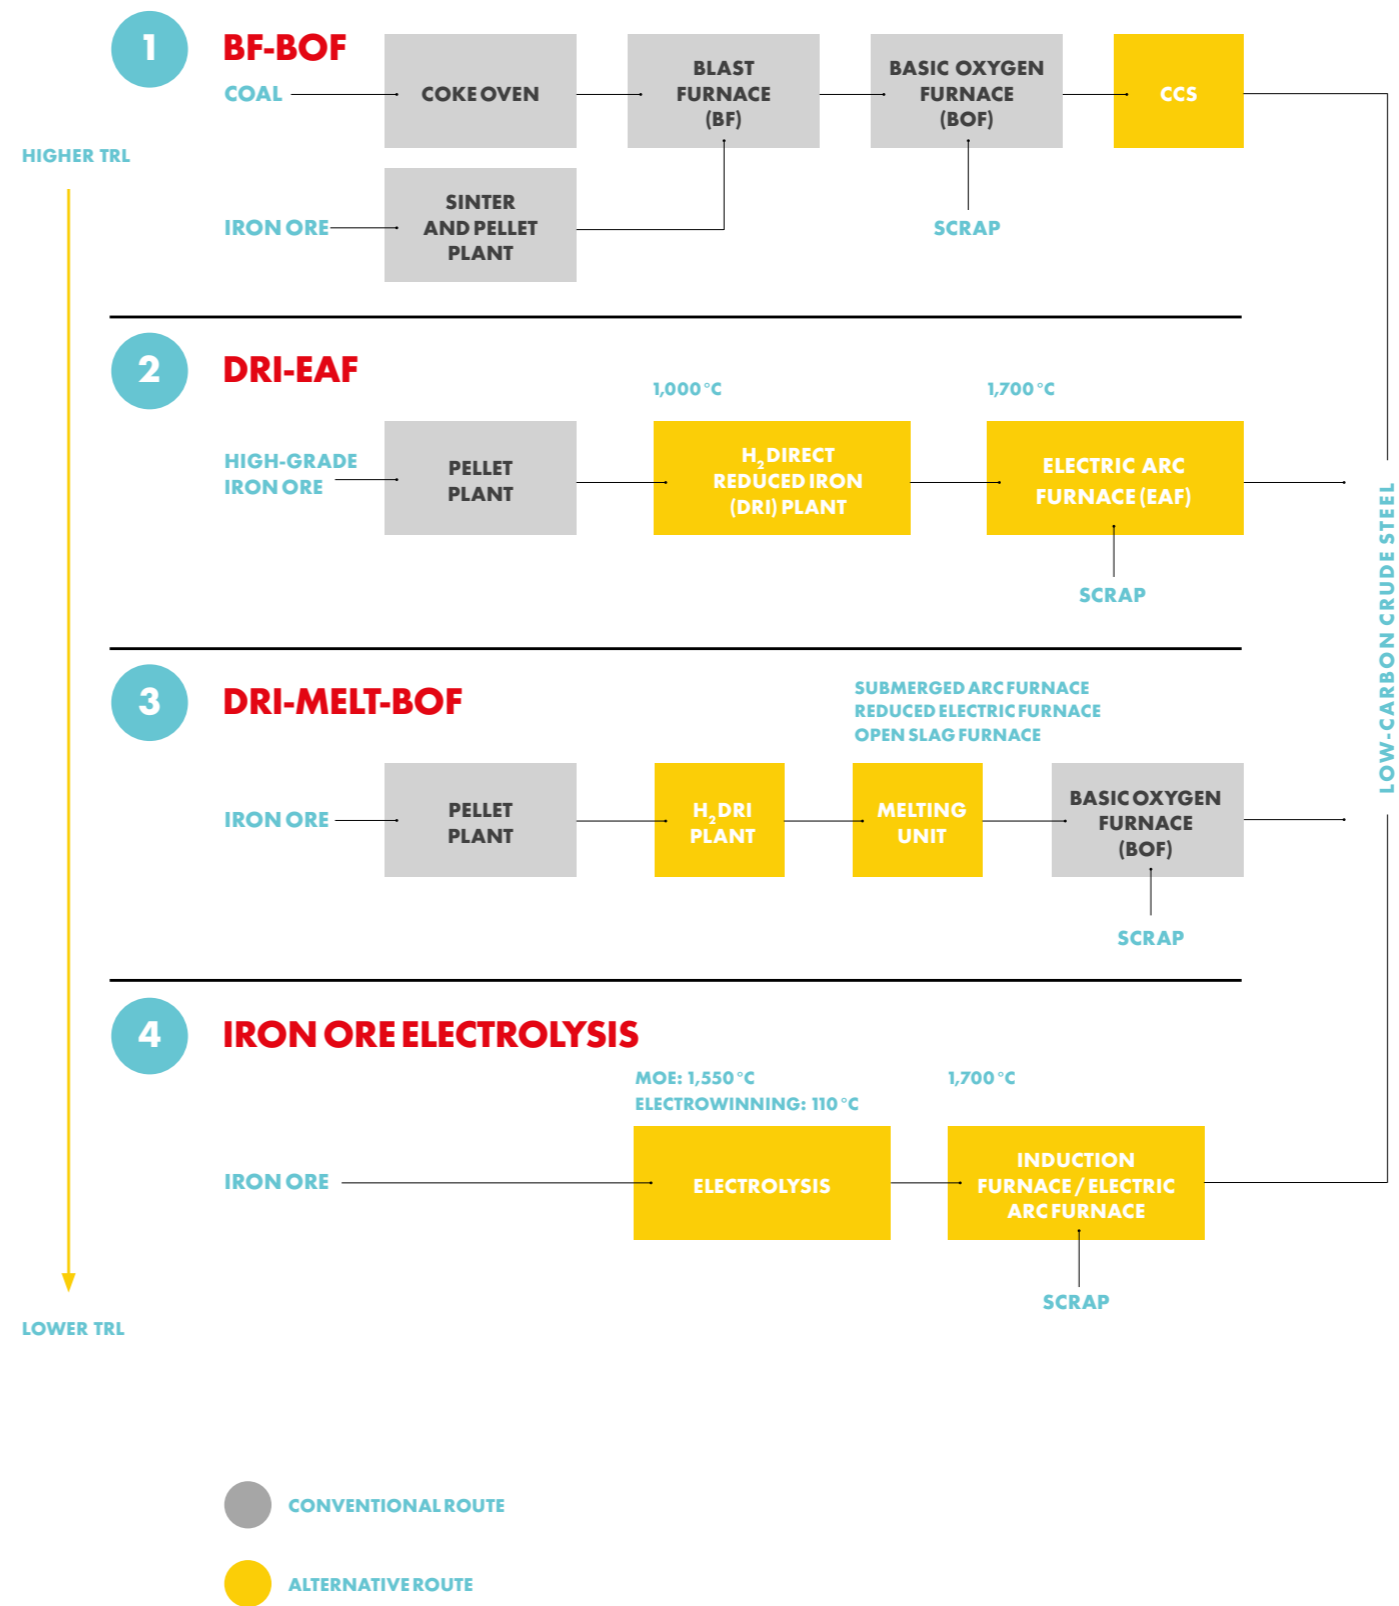 1
BF-BOF
COAL
COKE OVEN
BLAST
FURNACE
(BF)
BASIC OXYGEN
FURNACE
(BOF)
CCS
HIGHER TRL
IRON ORE
SINTER
AND PELLET
PLANT
SCRAP
2
DRI-EAF
1,000 °C
1,700 °C
HIGH-GRADE
IRON ORE
PELLET
PLANT
H₂ DIRECT
REDUCED IRON
(DRI) PLANT
ELECTRIC ARC
FURNACE (EAF)
SCRAP
LOW-CARBON CRUDE STEEL
3
DRI-MELT-BOF
SUBMERGED ARC FURNACE
REDUCED ELECTRIC FURNACE
OPEN SLAG FURNACE
IRON ORE
PELLET
PLANT
H₂ DRI
PLANT
MELTING
UNIT
BASIC OXYGEN
FURNACE
(BOF)
SCRAP
4
IRON ORE ELECTROLYSIS
MOE: 1,550 °C
ELECTROWINNING: 110 °C
1,700 °C
IRON ORE
ELECTROLYSIS
INDUCTION
FURNACE / ELECTRIC
ARC FURNACE
SCRAP
LOWER TRL
CONVENTIONAL ROUTE
ALTERNATIVE ROUTE